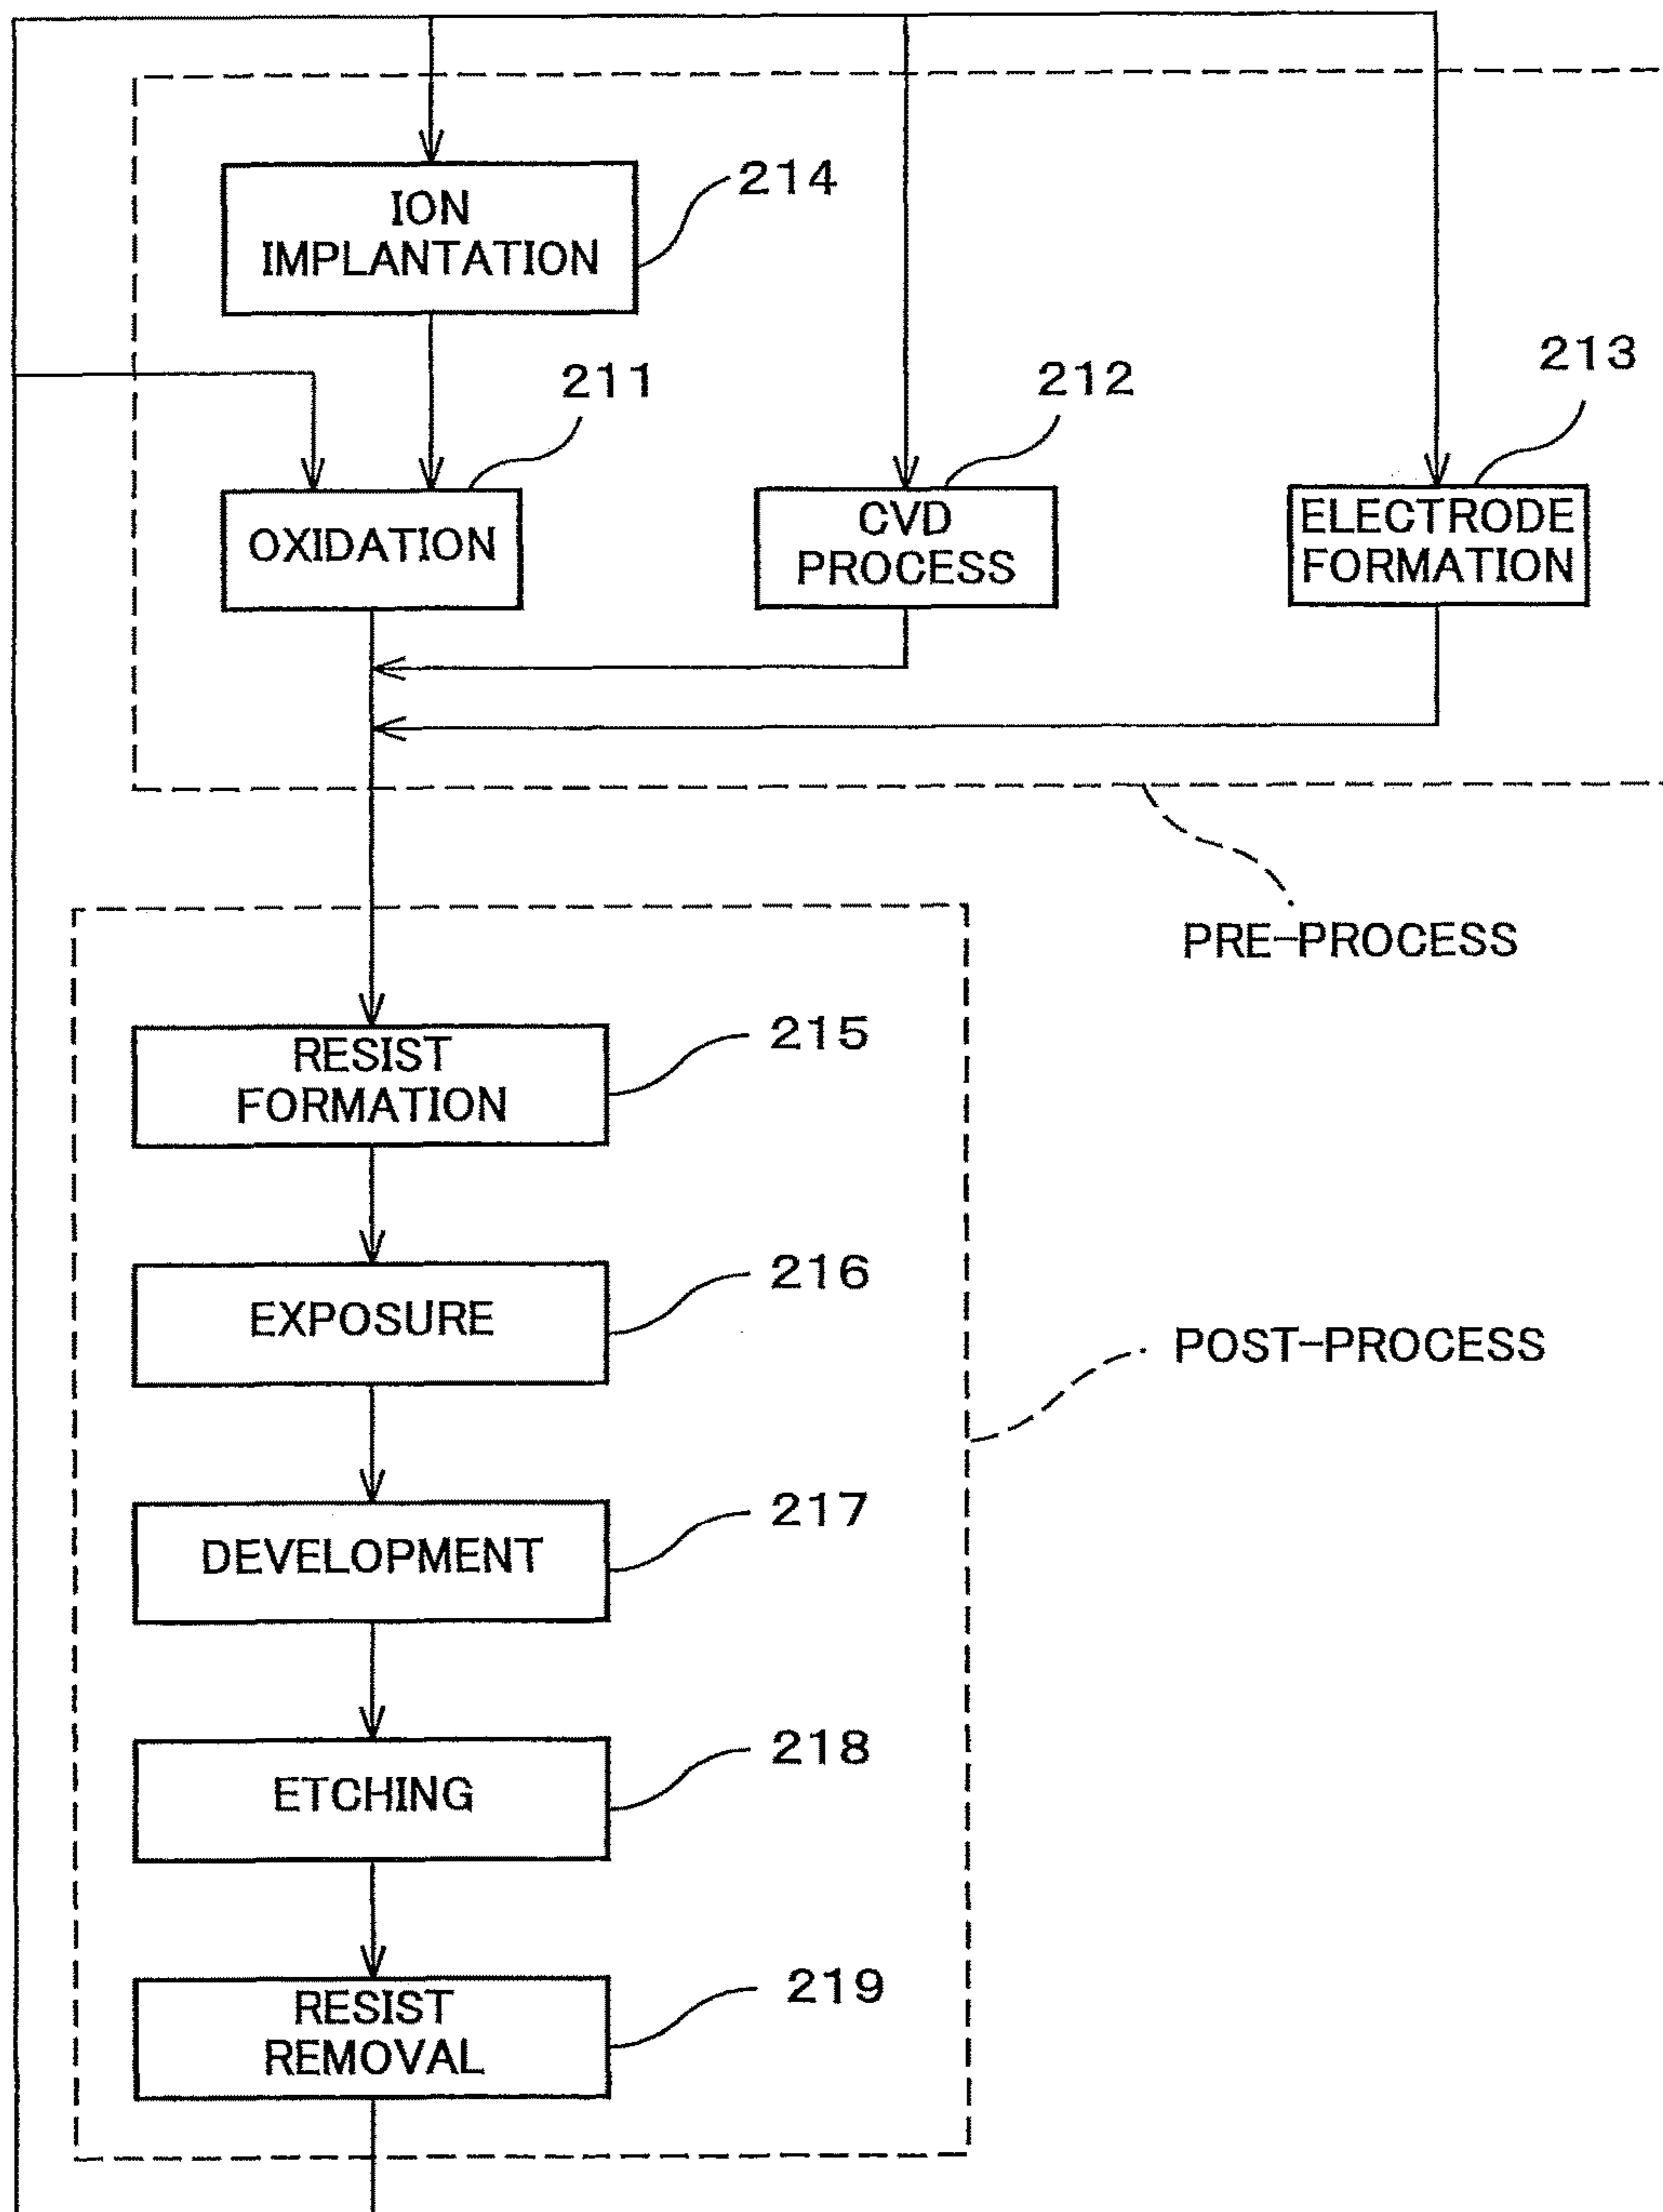 214
ION
IMPLANTATION
213
211
212
OXIDATION
CVD
PROCESS
ELECTRODE
FORMATION
PRE-PROCESS
215
RESIST
FORMATION
216
EXPOSURE
POST-PROCESS
217
DEVELOPMENT
218
ETCHING
219
RESIST
REMOVAL